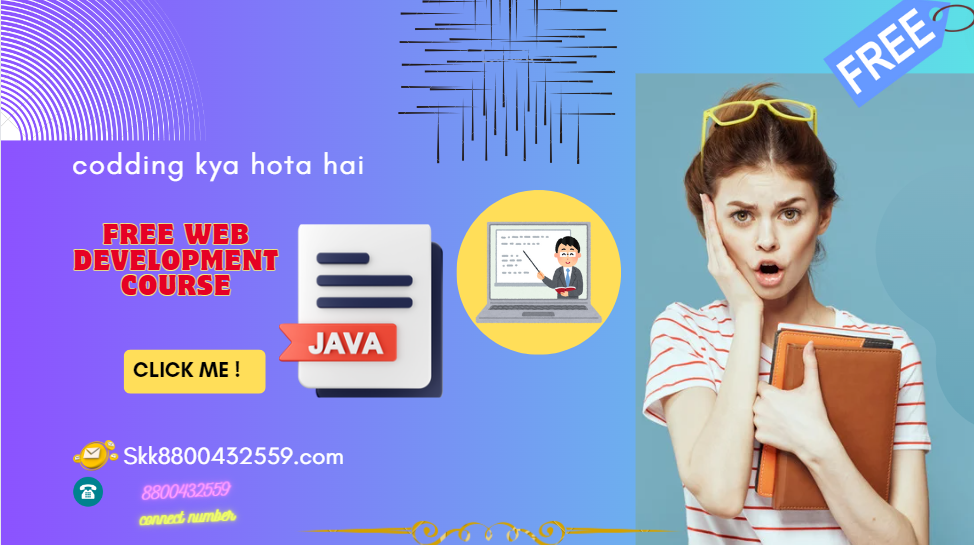 FREE
codding kya hota hai
FREE WEB
DEVELOPMENT
COURSE
JAVA
CLICK ME !
Skk8800432559.com
8800432559
connect number